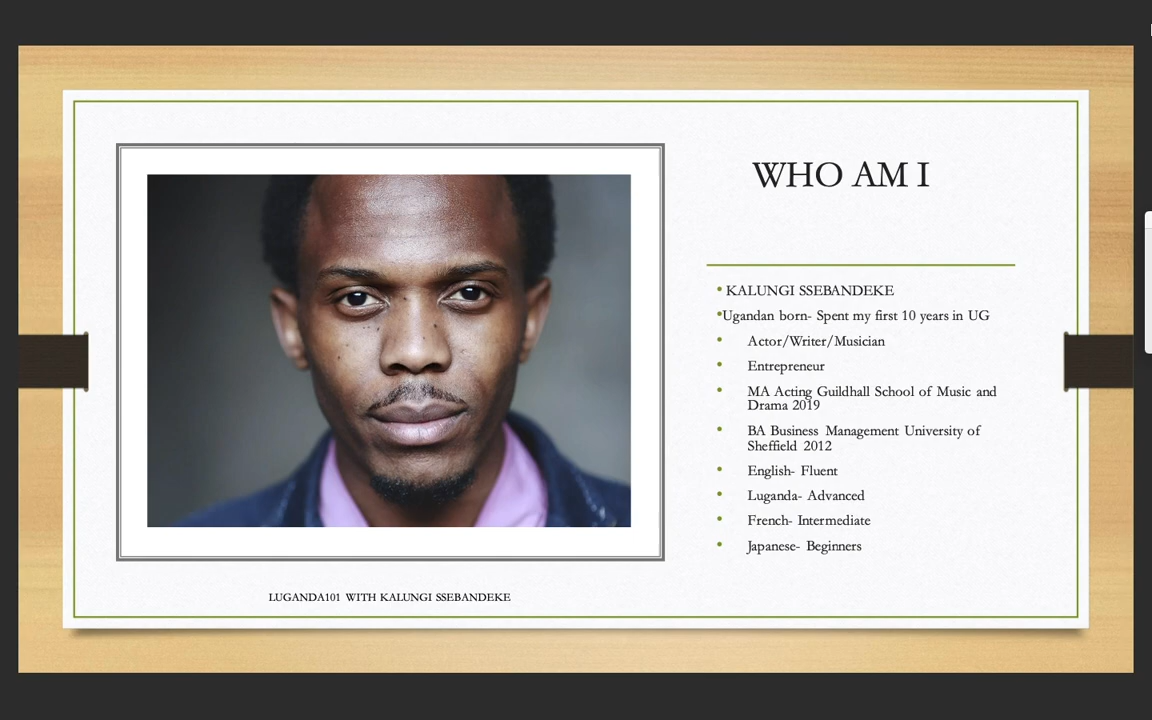 WHO AM I
• KALUNGI SSEBANDEKE
•Ugandan born- Spent my first 10 years in UG
• Actor/Writer/Musician
• Entrepreneur
• MA Acting Guildhall School of Music and
Drama 2019
• BA Business Management University of
Sheffield 2012
• English- Fluent
• Luganda- Advanced
• French- Intermediate
• Japanese- Beginners
LUGANDA101 WITH KALUNGI SSEBANDEKE